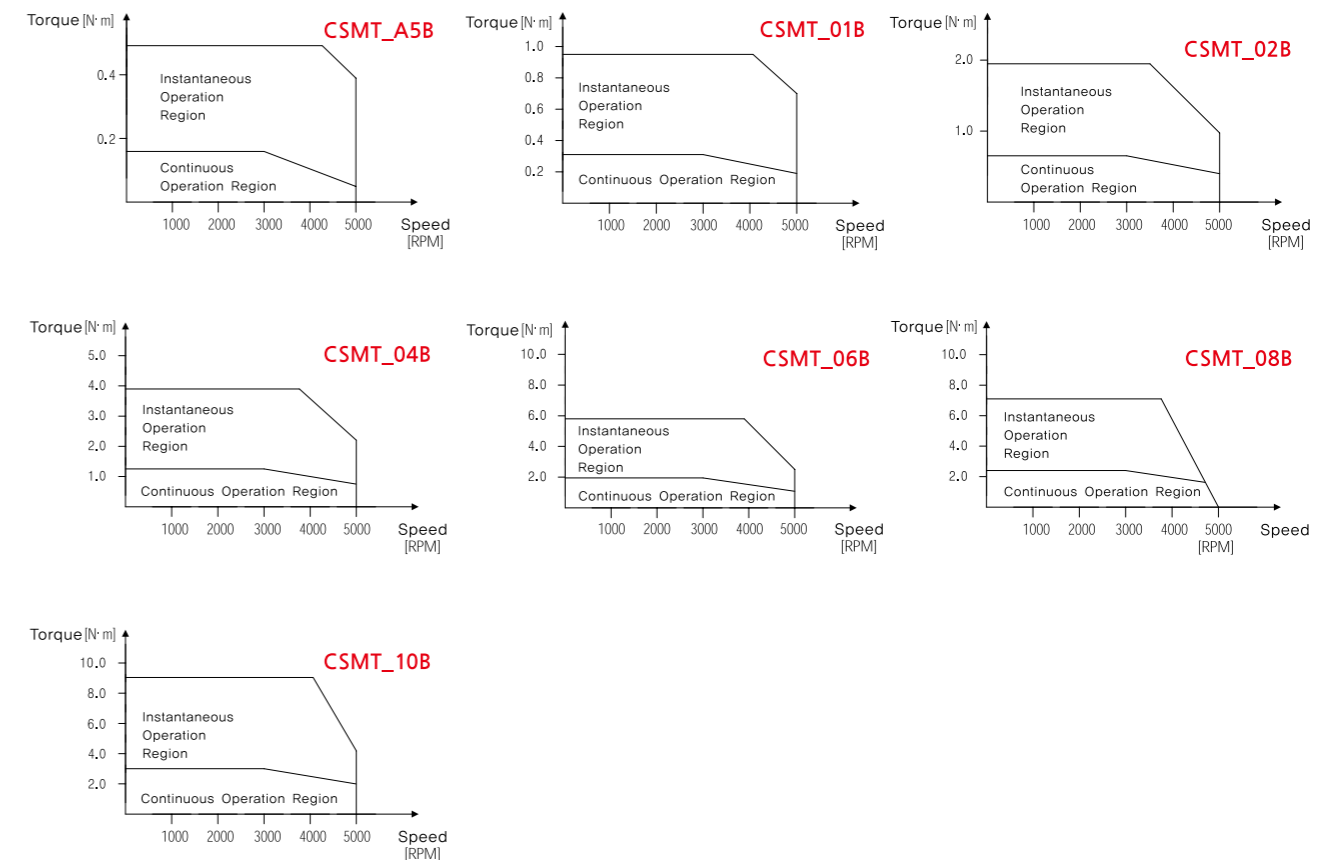 Torque[N·m]
CSMT_A5B
0.4
Instantaneous
Operation
Region
0.2
Continuous
Operation Region
1000 2000 3000 4000 5000 Speed
[RPM]
Torque[N·m]
CSMT_01B
1.0
0.8
Instantaneous
0.6
Operation
Region
0.4
0.2
Continuous Operation Region
1000 2000 3000 4000 5000 Speed
[RPM]
Torque[N·m]
CSMT_02B
2.0
Instantaneous
Operation
Region
1.0
Continuous
Operation Region
1000 2000 3000 4000 5000 Speed
[RPM]
Torque[N·m]
CSMT_04B
5.0
4.0
Instantaneous
3.0
Operation
Region
2.0
1.0
Continuous Operation Region
1000 2000 3000 4000 5000 Speed
[RPM]
Torque[N·m]
CSMT_06B
10.0
8.0
6.0
Instantaneous
Operation
4.0
Region
2.0
Continuous Operation Region
1000 2000 3000 4000 5000 Speed
[RPM]
Torque[N·m]
CSMT_08B
10.0
8.0
6.0
Instantaneous
Operation
4.0
Region
2.0
Continuous Operation Region
1000 2000 3000 4000 5000 Speed
[RPM]
Torque[N·m]
CSMT_10B
10.0
8.0
Instantaneous
6.0
Operation
4.0
Region
2.0
Continuous Operation Region
1000 2000 3000 4000 5000 Speed
[RPM]